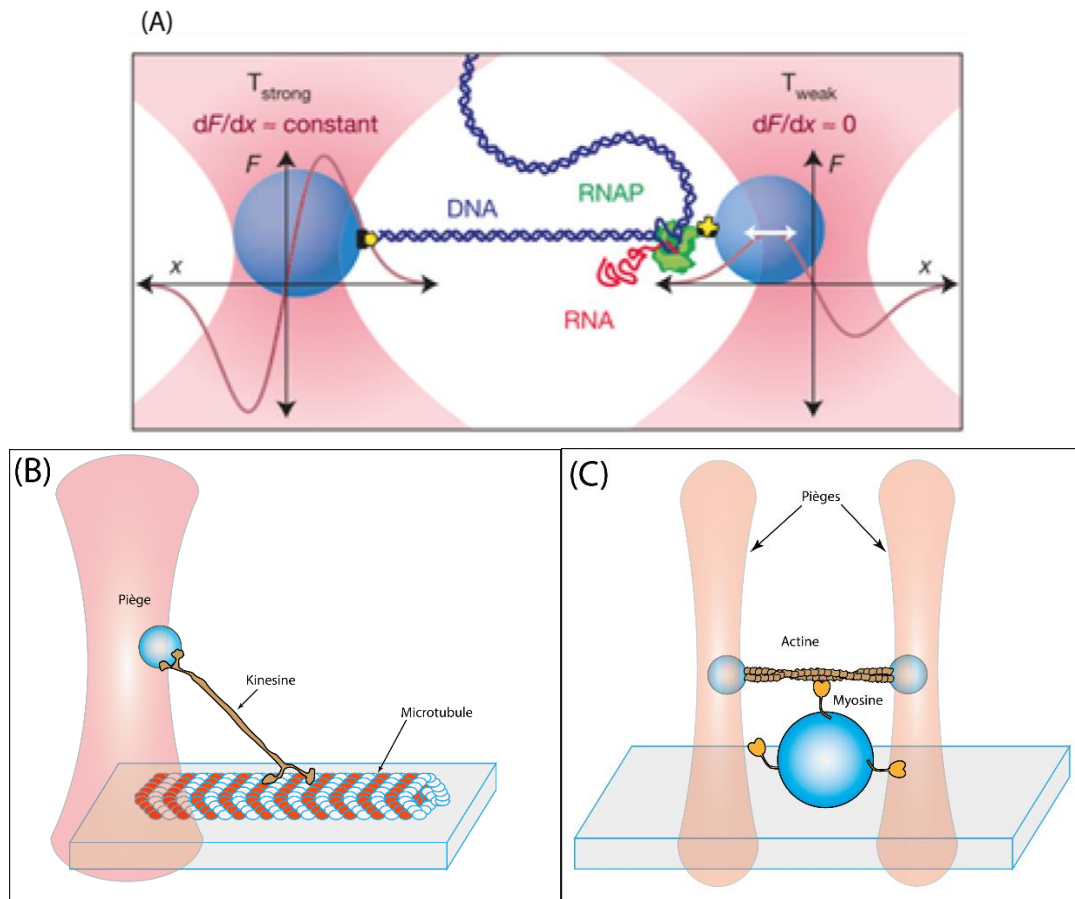 (A)
T strong
T weak
dF/dx = constant
dF/dx = 0
F
F
DNA
RNAP
x
x
RNA
(B)
(C)
Pièges
Piège
Actine
Kinesine
Myosine
Microtubule